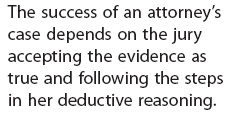 The success of an attorney's
case depends on the jury
accepting the evidence as
true and following the steps
in her deductive reasoning.